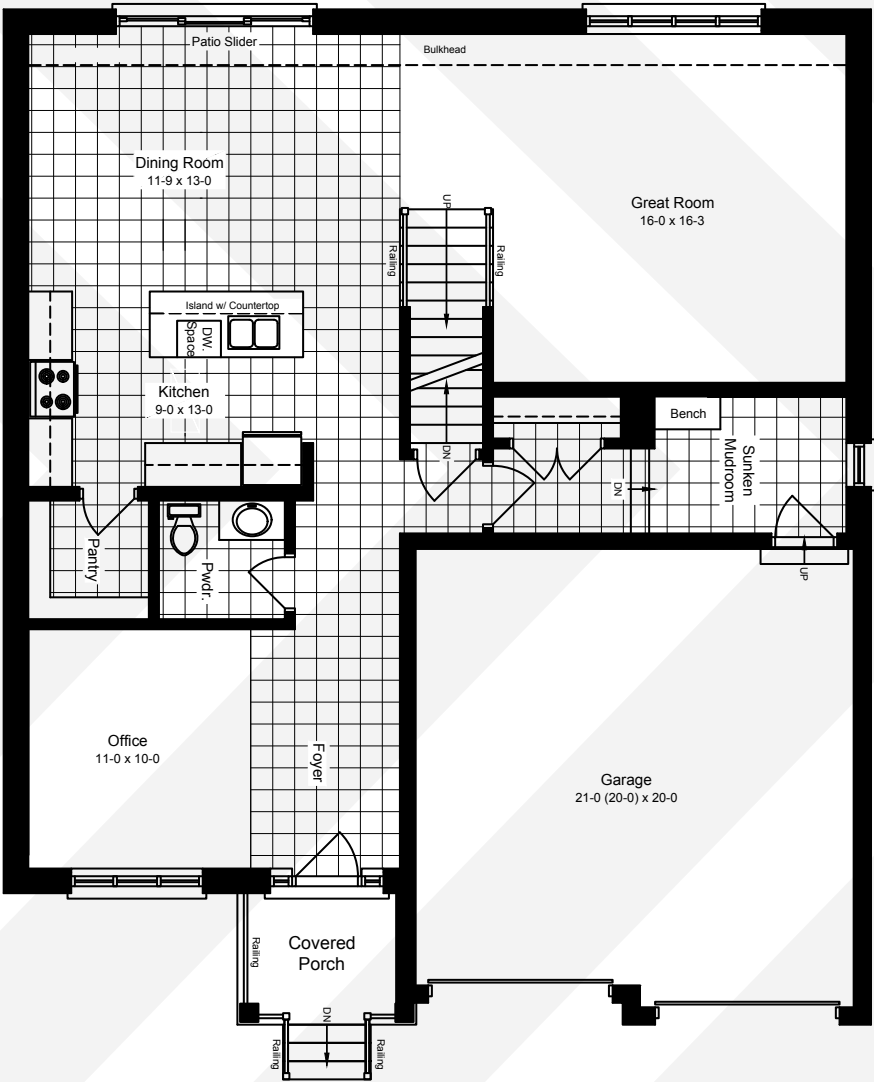 Patio Slider
Bulkhead
Dining Room
11-9 x 13-0
Great Room
16-0 x 16-3
UP
Railing
Railing
Island w/ Countertop
DW.
Space
Kitchen
9-0 x 13-0
Bench
Sunken
Mudroom
DN
DN
Pantry
Pwdr.
UP
Office
11-0 x 10-0
Foyer
Garage
21-0 (20-0) x 20-0
Railing
Covered
Porch
DN
Railing
Railing